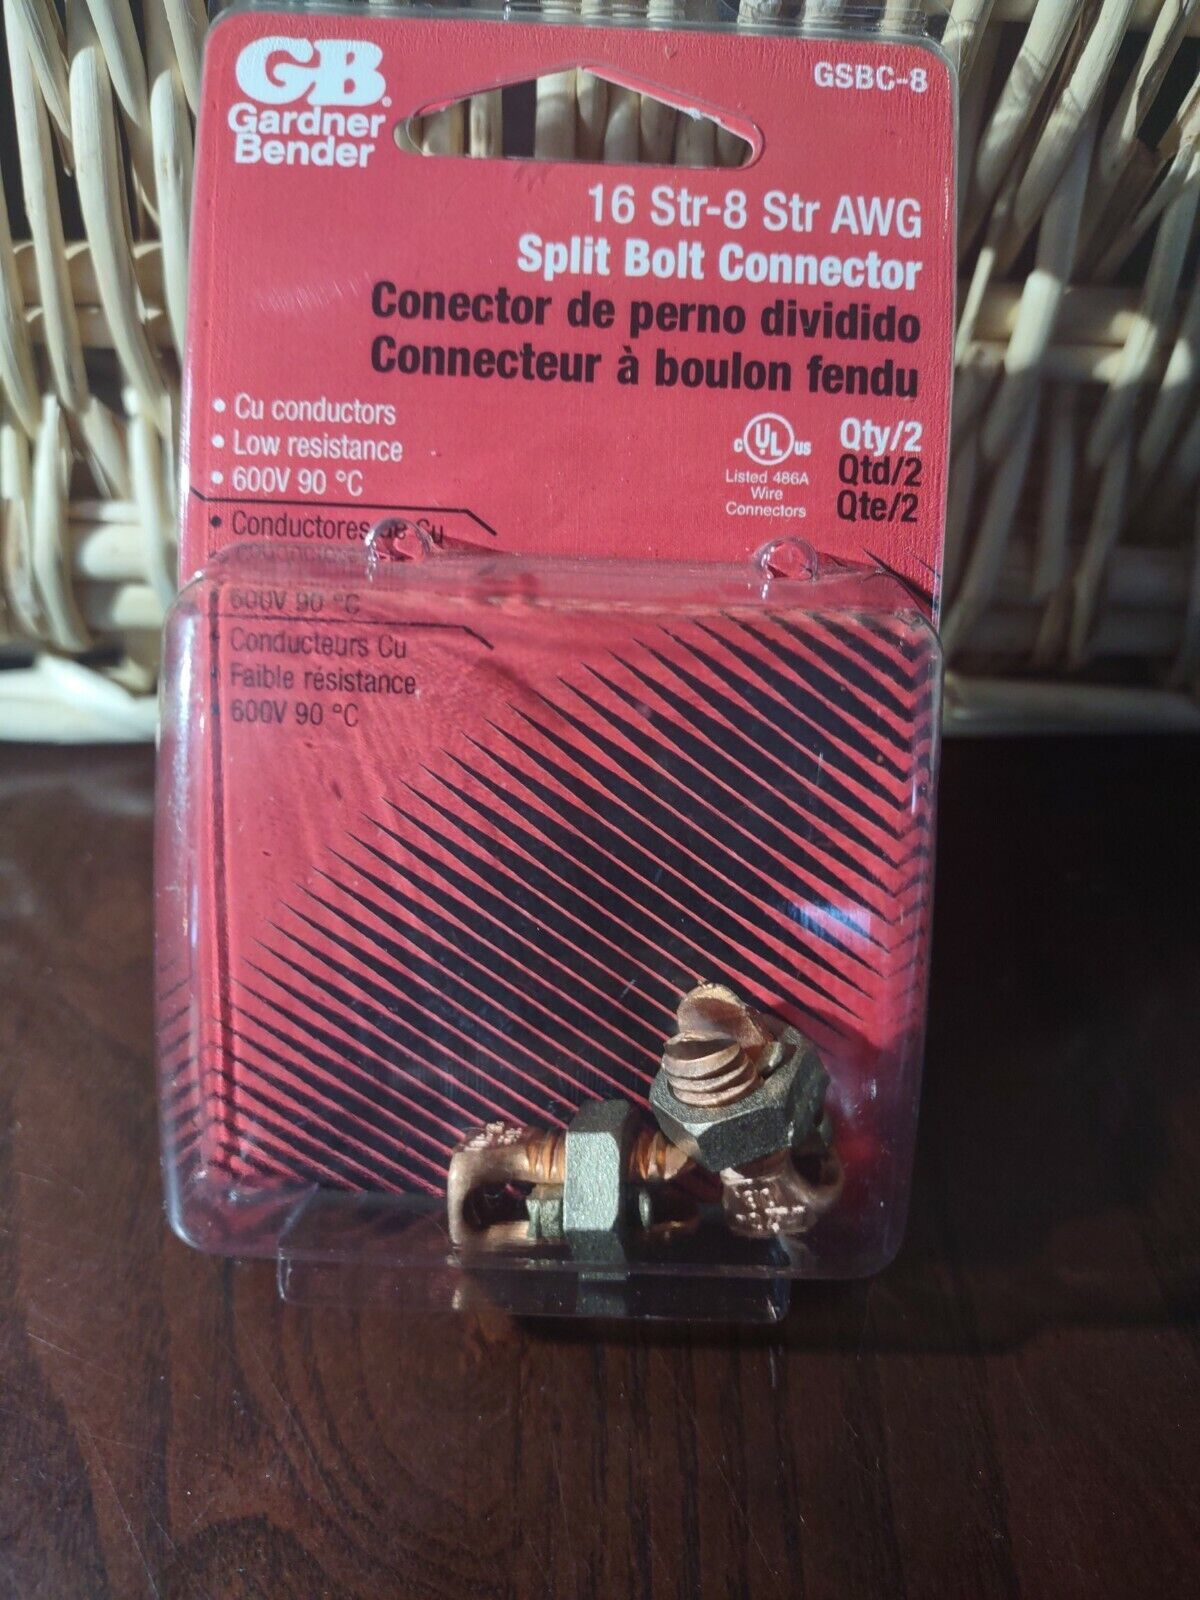 GB
Gardner
Bender
GSBC-8
16 Str-8 Str AWG
Split Bolt Connector
Conector de perno dividido
Connecteur à boulon fendu
• Cu conductors
• Low resistance
• 600V 90 °C
C UL US
Listed 486A
Wire
Connectors
Qty/2
Qtd/2
Qte/2
• Conductores de Cu
600V 90 °C
Conducteurs Cu
• Faible résistance
• 600V 90 °C